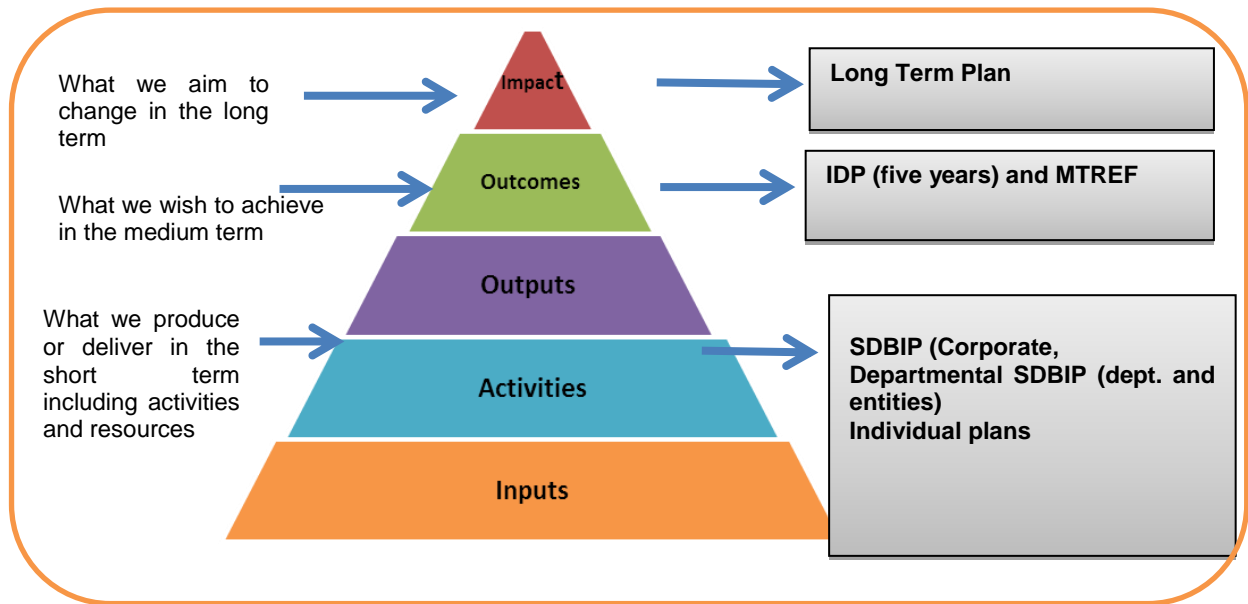 What we aim to
change in the long
term
Impact
Long Term Plan
What we wish to achieve
in the medium term
Outcomes
IDP (five years) and MTREF
Outputs
What we produce
or deliver in the
short term
including activities
and resources
Activities
SDBIP (Corporate,
Departmental SDBIP (dept. and
entities)
Individual plans
Inputs